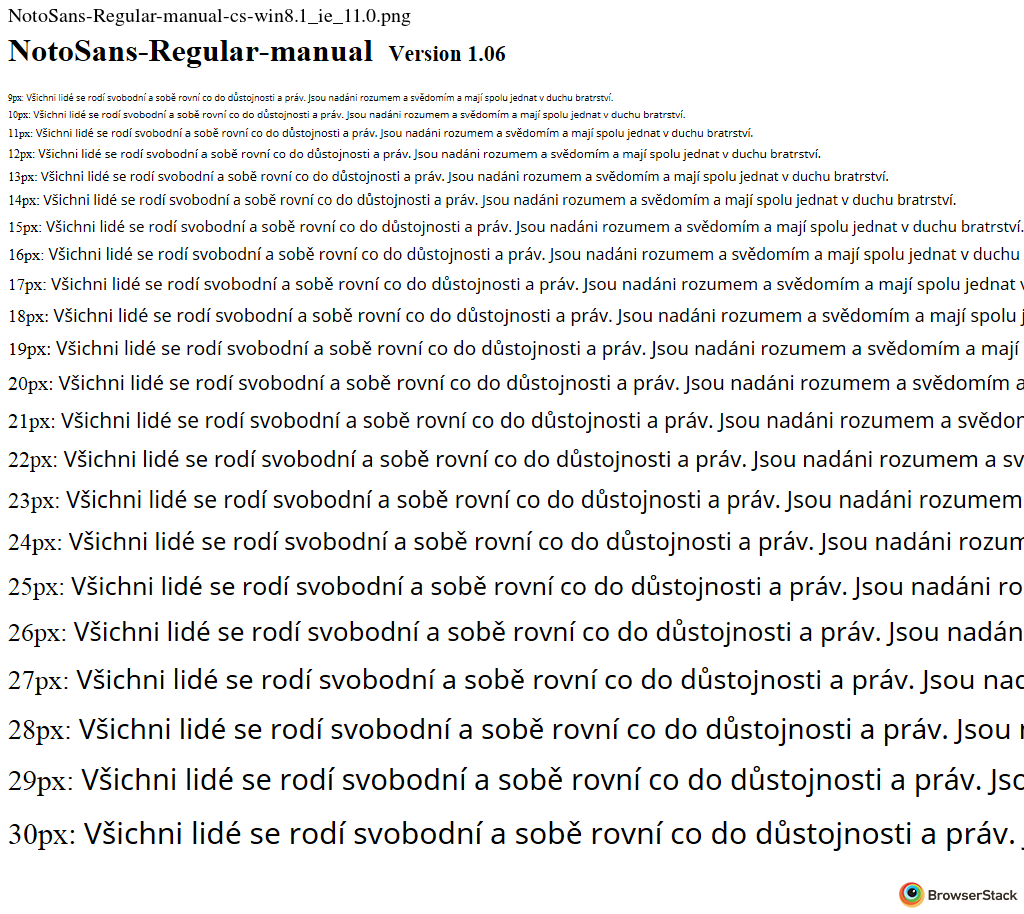 NotoSans-Regular-manual-cs-win8.1_ie_11.0.png
NotoSans-Regular-manual Version 1.06
9px: Všichni lidé se rodí svobodní a sobě rovní co do důstojnosti a práv. Jsou nadáni rozumem a svědomím a mají spolu jednat v duchu bratrství.
10px: Všichni lidé se rodí svobodní a sobě rovní co do důstojnosti a práv. Jsou nadáni rozumem a svědomím a mají spolu jednat v duchu bratrství.
11px: Všichni lidé se rodí svobodní a sobě rovní co do důstojnosti a práv. Jsou nadáni rozumem a svědomím a mají spolu jednat v duchu bratrství.
12px: Všichni lidé se rodí svobodní a sobě rovní co do důstojnosti a práv. Jsou nadáni rozumem a svědomím a mají spolu jednat v duchu bratrství.
13px: Všichni lidé se rodí svobodní a sobě rovní co do důstojnosti a práv. Jsou nadáni rozumem a svědomím a mají spolu jednat v duchu bratrství.
14px: Všichni lidé se rodí svobodní a sobě rovní co do důstojnosti a práv. Jsou nadáni rozumem a svědomím a mají spolu jednat v duchu bratrství.
15px: Všichni lidé se rodí svobodní a sobě rovní co do důstojnosti a práv. Jsou nadáni rozumem a svědomím a mají spolu jednat v duchu bratrství.
16px: Všichni lidé se rodí svobodní a sobě rovní co do důstojnosti a práv. Jsou nadáni rozumem a svědomím a mají spolu jednat v duchu
17px: Všichni lidé se rodí svobodní a sobě rovní co do důstojnosti a práv. Jsou nadáni rozumem a svědomím a mají spolu jednat v
18px: Všichni lidé se rodí svobodní a sobě rovní co do důstojnosti a práv. Jsou nadáni rozumem a svědomím a mají spolu j
19px: Všichni lidé se rodí svobodní a sobě rovní co do důstojnosti a práv. Jsou nadáni rozumem a svědomím a mají
20px: Všichni lidé se rodí svobodní a sobě rovní co do důstojnosti a práv. Jsou nadáni rozumem a svědomím a
21px: Všichni lidé se rodí svobodní a sobě rovní co do důstojnosti a práv. Jsou nadáni rozumem a svědom
22px: Všichni lidé se rodí svobodní a sobě rovní co do důstojnosti a práv. Jsou nadáni rozumem a sv
23px: Všichni lidé se rodí svobodní a sobě rovní co do důstojnosti a práv. Jsou nadáni rozumem
24px: Všichni lidé se rodí svobodní a sobě rovní co do důstojnosti a práv. Jsou nadáni rozum
25px: Všichni lidé se rodí svobodní a sobě rovní co do důstojnosti a práv. Jsou nadáni ro
26px: Všichni lidé se rodí svobodní a sobě rovní co do důstojnosti a práv. Jsou nadán
27px: Všichni lidé se rodí svobodní a sobě rovní co do důstojnosti a práv. Jsou nad
28px: Všichni lidé se rodí svobodní a sobě rovní co do důstojnosti a práv. Jsou
29px: Všichni lidé se rodí svobodní a sobě rovní co do důstojnosti a práv. Jso
30px: Všichni lidé se rodí svobodní a sobě rovní co do důstojnosti a práv.
BrowserStack